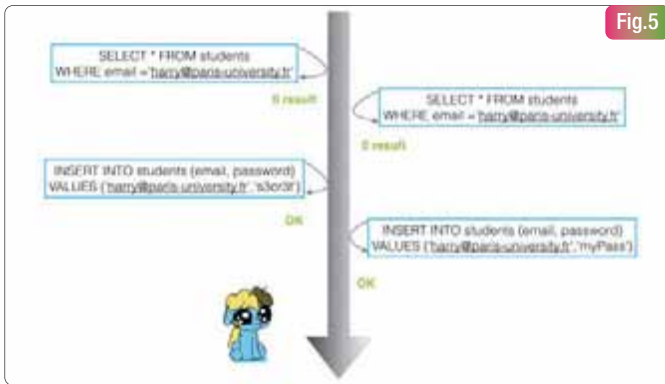 Fig.5
SELECT * FROM students
WHERE email ='harry@paris-university.fr'
0 result
SELECT * FROM students
WHERE email = 'harry@paris-university.fr'
0 result
INSERT INTO students (email, password)
VALUES ('harry@paris-university.fr','s3cr3t')
OK
INSERT INTO students (email, password)
VALUES ('harry@paris-university.fr','myPass')
OK